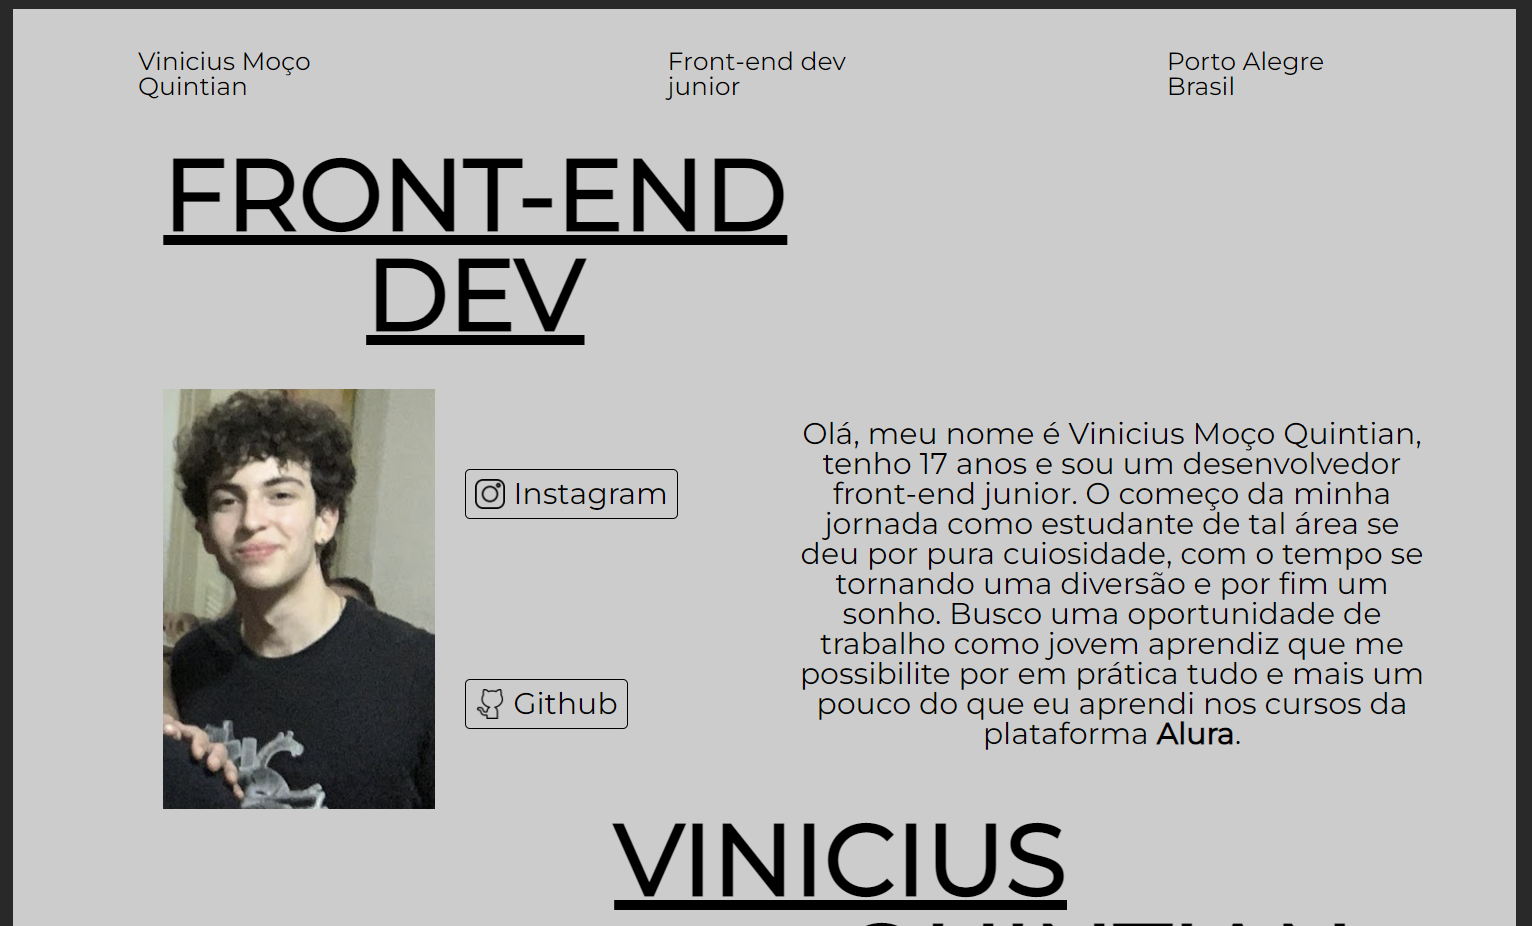 Vinicius Moço
Quintian
Front-end dev
junior
Porto Alegre
Brasil
FRONT-END
DEV
Instagram
Github
Olá, meu nome é Vinicius Moço Quintian,
tenho 17 anos e sou um desenvolvedor
front-end junior. O começo da minha
jornada como estudante de tal área se
deu por pura cuiosidade, com o tempo se
tornando uma diversão e por fim um
sonho. Busco uma oportunidade de
trabalho como jovem aprendiz que me
possibilite por em prática tudo e mais um
pouco do que eu aprendi nos cursos da
plataforma Alura.
VINICIUS